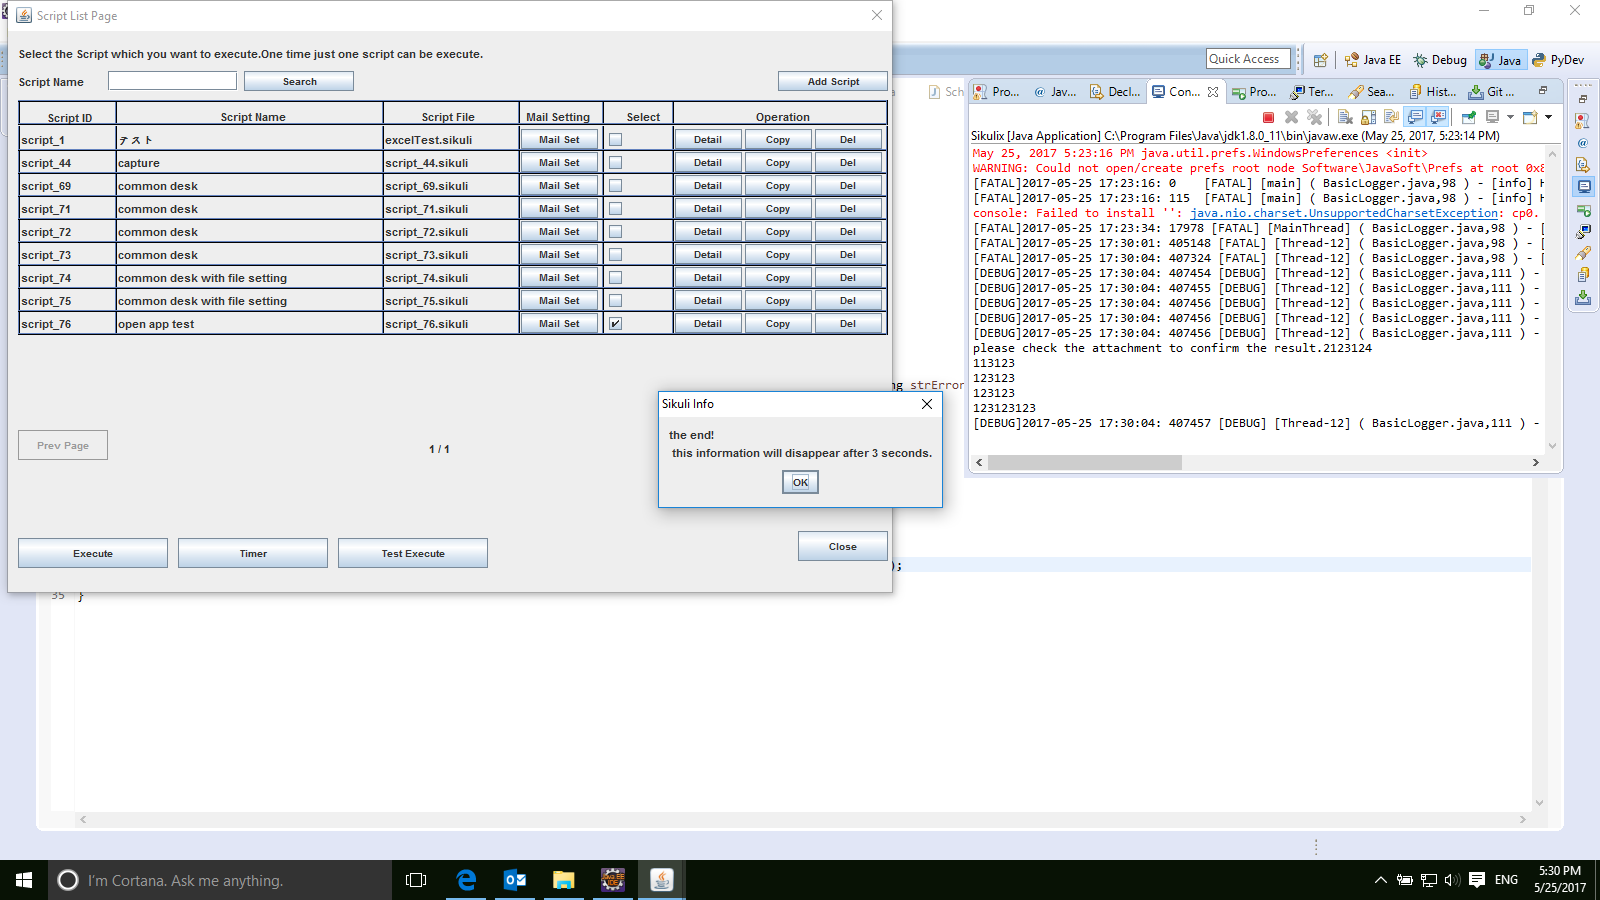 Script List Page
Select the Script which you want to execute.One time just one script can be execute.
Script Name
Search
Add Script
Script ID Script Name Script File Mail Setting Select Operation
script_1 テスト excelTest.sikuli Mail Set Detail Copy Del
script_44 capture script_44.sikuli Mail Set Detail Copy Del
script_69 common desk script_69.sikuli Mail Set Detail Copy Del
script_71 common desk script_71.sikuli Mail Set Detail Copy Del
script_72 common desk script_72.sikuli Mail Set Detail Copy Del
script_73 common desk script_73.sikuli Mail Set Detail Copy Del
script_74 common desk with file setting script_74.sikuli Mail Set Detail Copy Del
script_75 common desk with file setting script_75.sikuli Mail Set Detail Copy Del
script_76 open app test script_76.sikuli Mail Set Detail Copy Del
Prev Page
1 / 1
Execute
Timer
Test Execute
Close
Sikuli Info
the end!
this information will disappear after 3 seconds.
OK
Quick Access
Java EE
Debug
Java
PyDev
Sch
Pro...
@ Jav...
Decl...
Con...
Pro...
Ter...
Sea...
Hist...
Git ...
Sikulix [Java Application] C:\Program Files\Java\jdk1.8.0_11\bin\javaw.exe (May 25, 2017, 5:23:14 PM)
May 25, 2017 5:23:16 PM java.util.prefs.WindowsPreferences <init>
WARNING: Could not open/create prefs root node Software\JavaSoft\Prefs at root 0x8
[FATAL]2017-05-25 17:23:16: 0 [FATAL] [main] ( BasicLogger.java,98 ) - [info] H
[FATAL]2017-05-25 17:23:16: 115 [FATAL] [main] ( BasicLogger.java,98 ) - [info] H
console: Failed to install '': java.nio.charset.UnsupportedCharsetException: cp0.
[FATAL]2017-05-25 17:23:34: 17978 [FATAL] [MainThread] ( BasicLogger.java,98 ) - [
[FATAL]2017-05-25 17:30:01: 405148 [FATAL] [Thread-12] ( BasicLogger.java,98 ) - [
[FATAL]2017-05-25 17:30:04: 407324 [FATAL] [Thread-12] ( BasicLogger.java,98 ) - [
[DEBUG]2017-05-25 17:30:04: 407454 [DEBUG] [Thread-12] ( BasicLogger.java,111 ) -
[DEBUG]2017-05-25 17:30:04: 407455 [DEBUG] [Thread-12] ( BasicLogger.java,111 ) -
[DEBUG]2017-05-25 17:30:04: 407456 [DEBUG] [Thread-12] ( BasicLogger.java,111 ) -
[DEBUG]2017-05-25 17:30:04: 407456 [DEBUG] [Thread-12] ( BasicLogger.java,111 ) -
[DEBUG]2017-05-25 17:30:04: 407456 [DEBUG] [Thread-12] ( BasicLogger.java,111 ) -
please check the attachment to confirm the result.2123124
113123
123123
123123
123123123
[DEBUG]2017-05-25 17:30:04: 407457 [DEBUG] [Thread-12] ( BasicLogger.java,111 ) -
ng strError
);
35 }
I'm Cortana. Ask me anything.
ENG
5:30 PM
5/25/2017